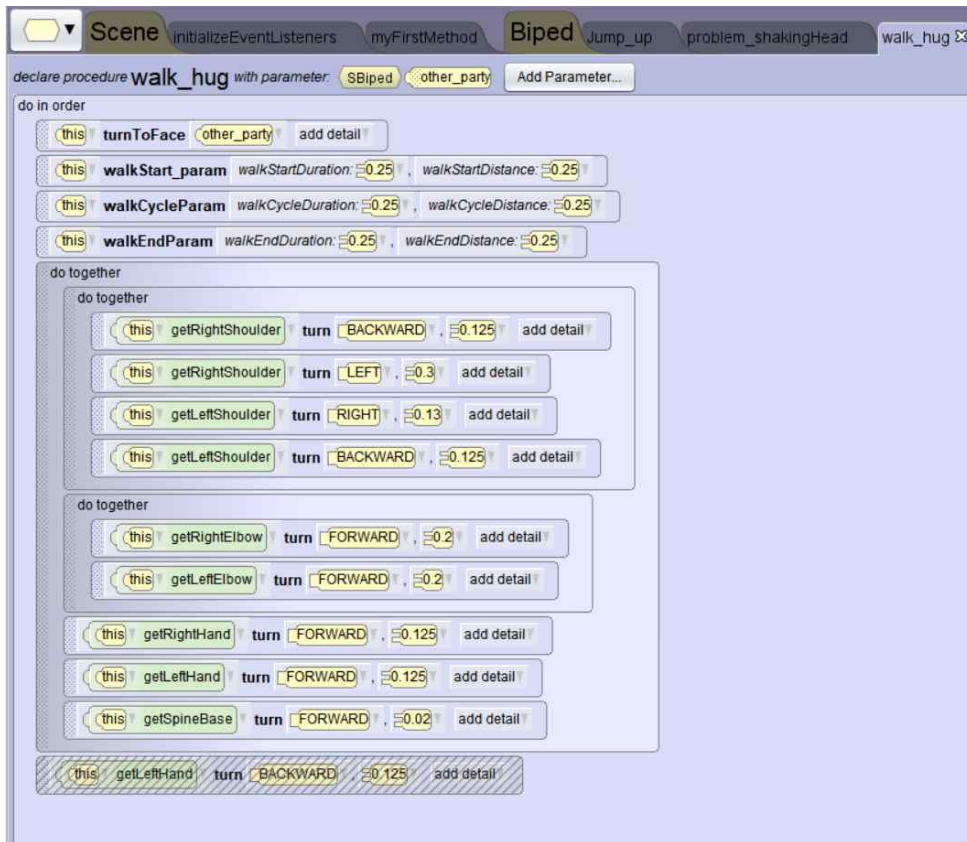 Scene initializeEventListeners myFirstMethod Biped Jump_up problem_shakingHead walk_hug
declare procedure walk_hug with parameter: SBiped other_party Add Parameter...
do in order
this turnToFace other_party add detail
this walkStart_param walkStartDuration: 0.25 , walkStartDistance: 0.25
this walkCycleParam walkCycleDuration: 0.25 , walkCycleDistance: 0.25
this walkEndParam walkEndDuration: 0.25 , walkEndDistance: 0.25
do together
do together
this getRightShoulder turn BACKWARD , 0.125 add detail
this getRightShoulder turn LEFT , 0.3 add detail
this getLeftShoulder turn RIGHT , 0.13 add detail
this getLeftShoulder turn BACKWARD , 0.125 add detail
do together
this getRightElbow turn FORWARD , 0.2 add detail
this getLeftElbow turn FORWARD , 0.2 add detail
this getRightHand turn FORWARD , 0.125 add detail
this getLeftHand turn FORWARD , 0.125 add detail
this getSpineBase turn FORWARD , 0.02 add detail
this getLeftHand turn BACKWARD , 0.125 add detail